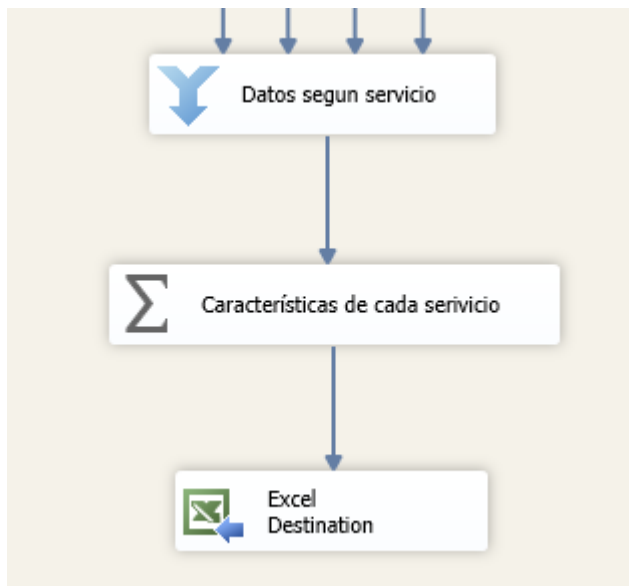 Datos segun servicio
Características de cada serivicio
Excel
Destination